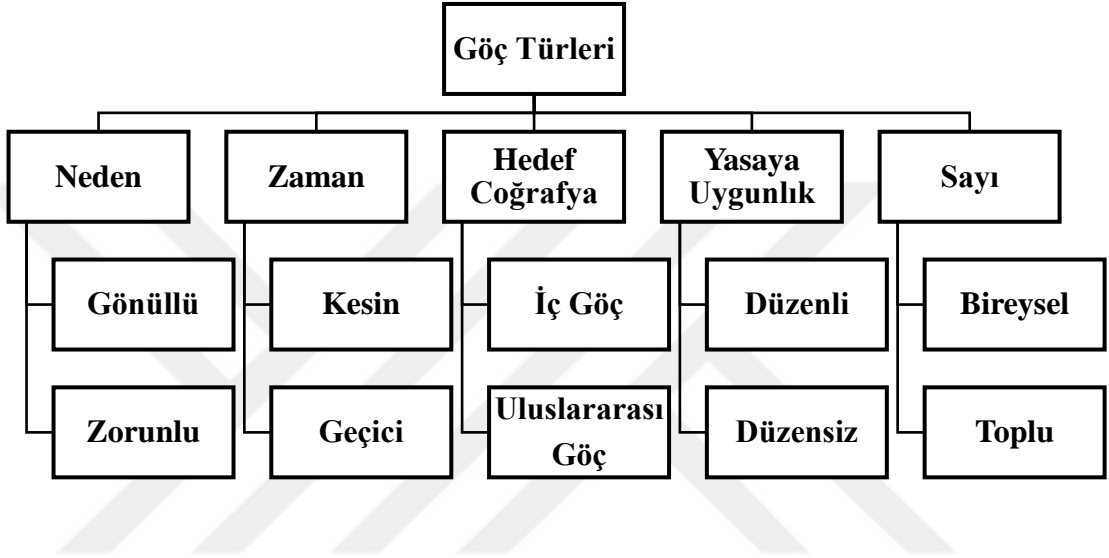 Göç Türleri
Neden
Zaman
Hedef
Coğrafya
Yasaya
Uygunlık
Sayı
Gönüllü
Kesin
İç Göç
Düzenli
Bireysel
Zorunlu
Geçici
Uluslararası
Göç
Düzensiz
Toplu